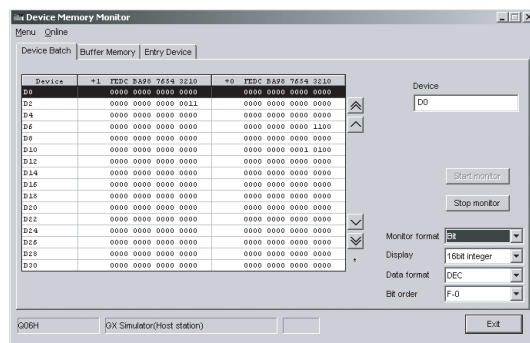 Device Memory Monitor
Menu Online
Device Batch Buffer Memory Entry Device
Device +1 FEDC BA98 7654 3210 +0 FEDC BA98 7654 3210
D0 0000 0000 0000 0000 0000 0000 0000 0000
D2 0000 0000 0000 0011 0000 0000 0000 0000
D4 0000 0000 0000 0000 0000 0000 0000 0000
D6 0000 0000 0000 0000 0000 0000 0000 1100
D8 0000 0000 0000 0000 0000 0000 0000 0000
D10 0000 0000 0000 0000 0000 0000 0001 0100
D12 0000 0000 0000 0000 0000 0000 0000 0000
D14 0000 0000 0000 0000 0000 0000 0000 0000
D16 0000 0000 0000 0000 0000 0000 0000 0000
D18 0000 0000 0000 0000 0000 0000 0000 0000
D20 0000 0000 0000 0000 0000 0000 0000 0000
D22 0000 0000 0000 0000 0000 0000 0000 0000
D24 0000 0000 0000 0000 0000 0000 0000 0000
D26 0000 0000 0000 0000 0000 0000 0000 0000
D28 0000 0000 0000 0000 0000 0000 0000 0000
D30 0000 0000 0000 0000 0000 0000 0000 0000
*
Device
D0
Start monitor
Stop monitor
Monitor format Bit
Display 16bit integer
Data format DEC
Bit order F-0
Q06H GX Simulator(Host station)
Exit